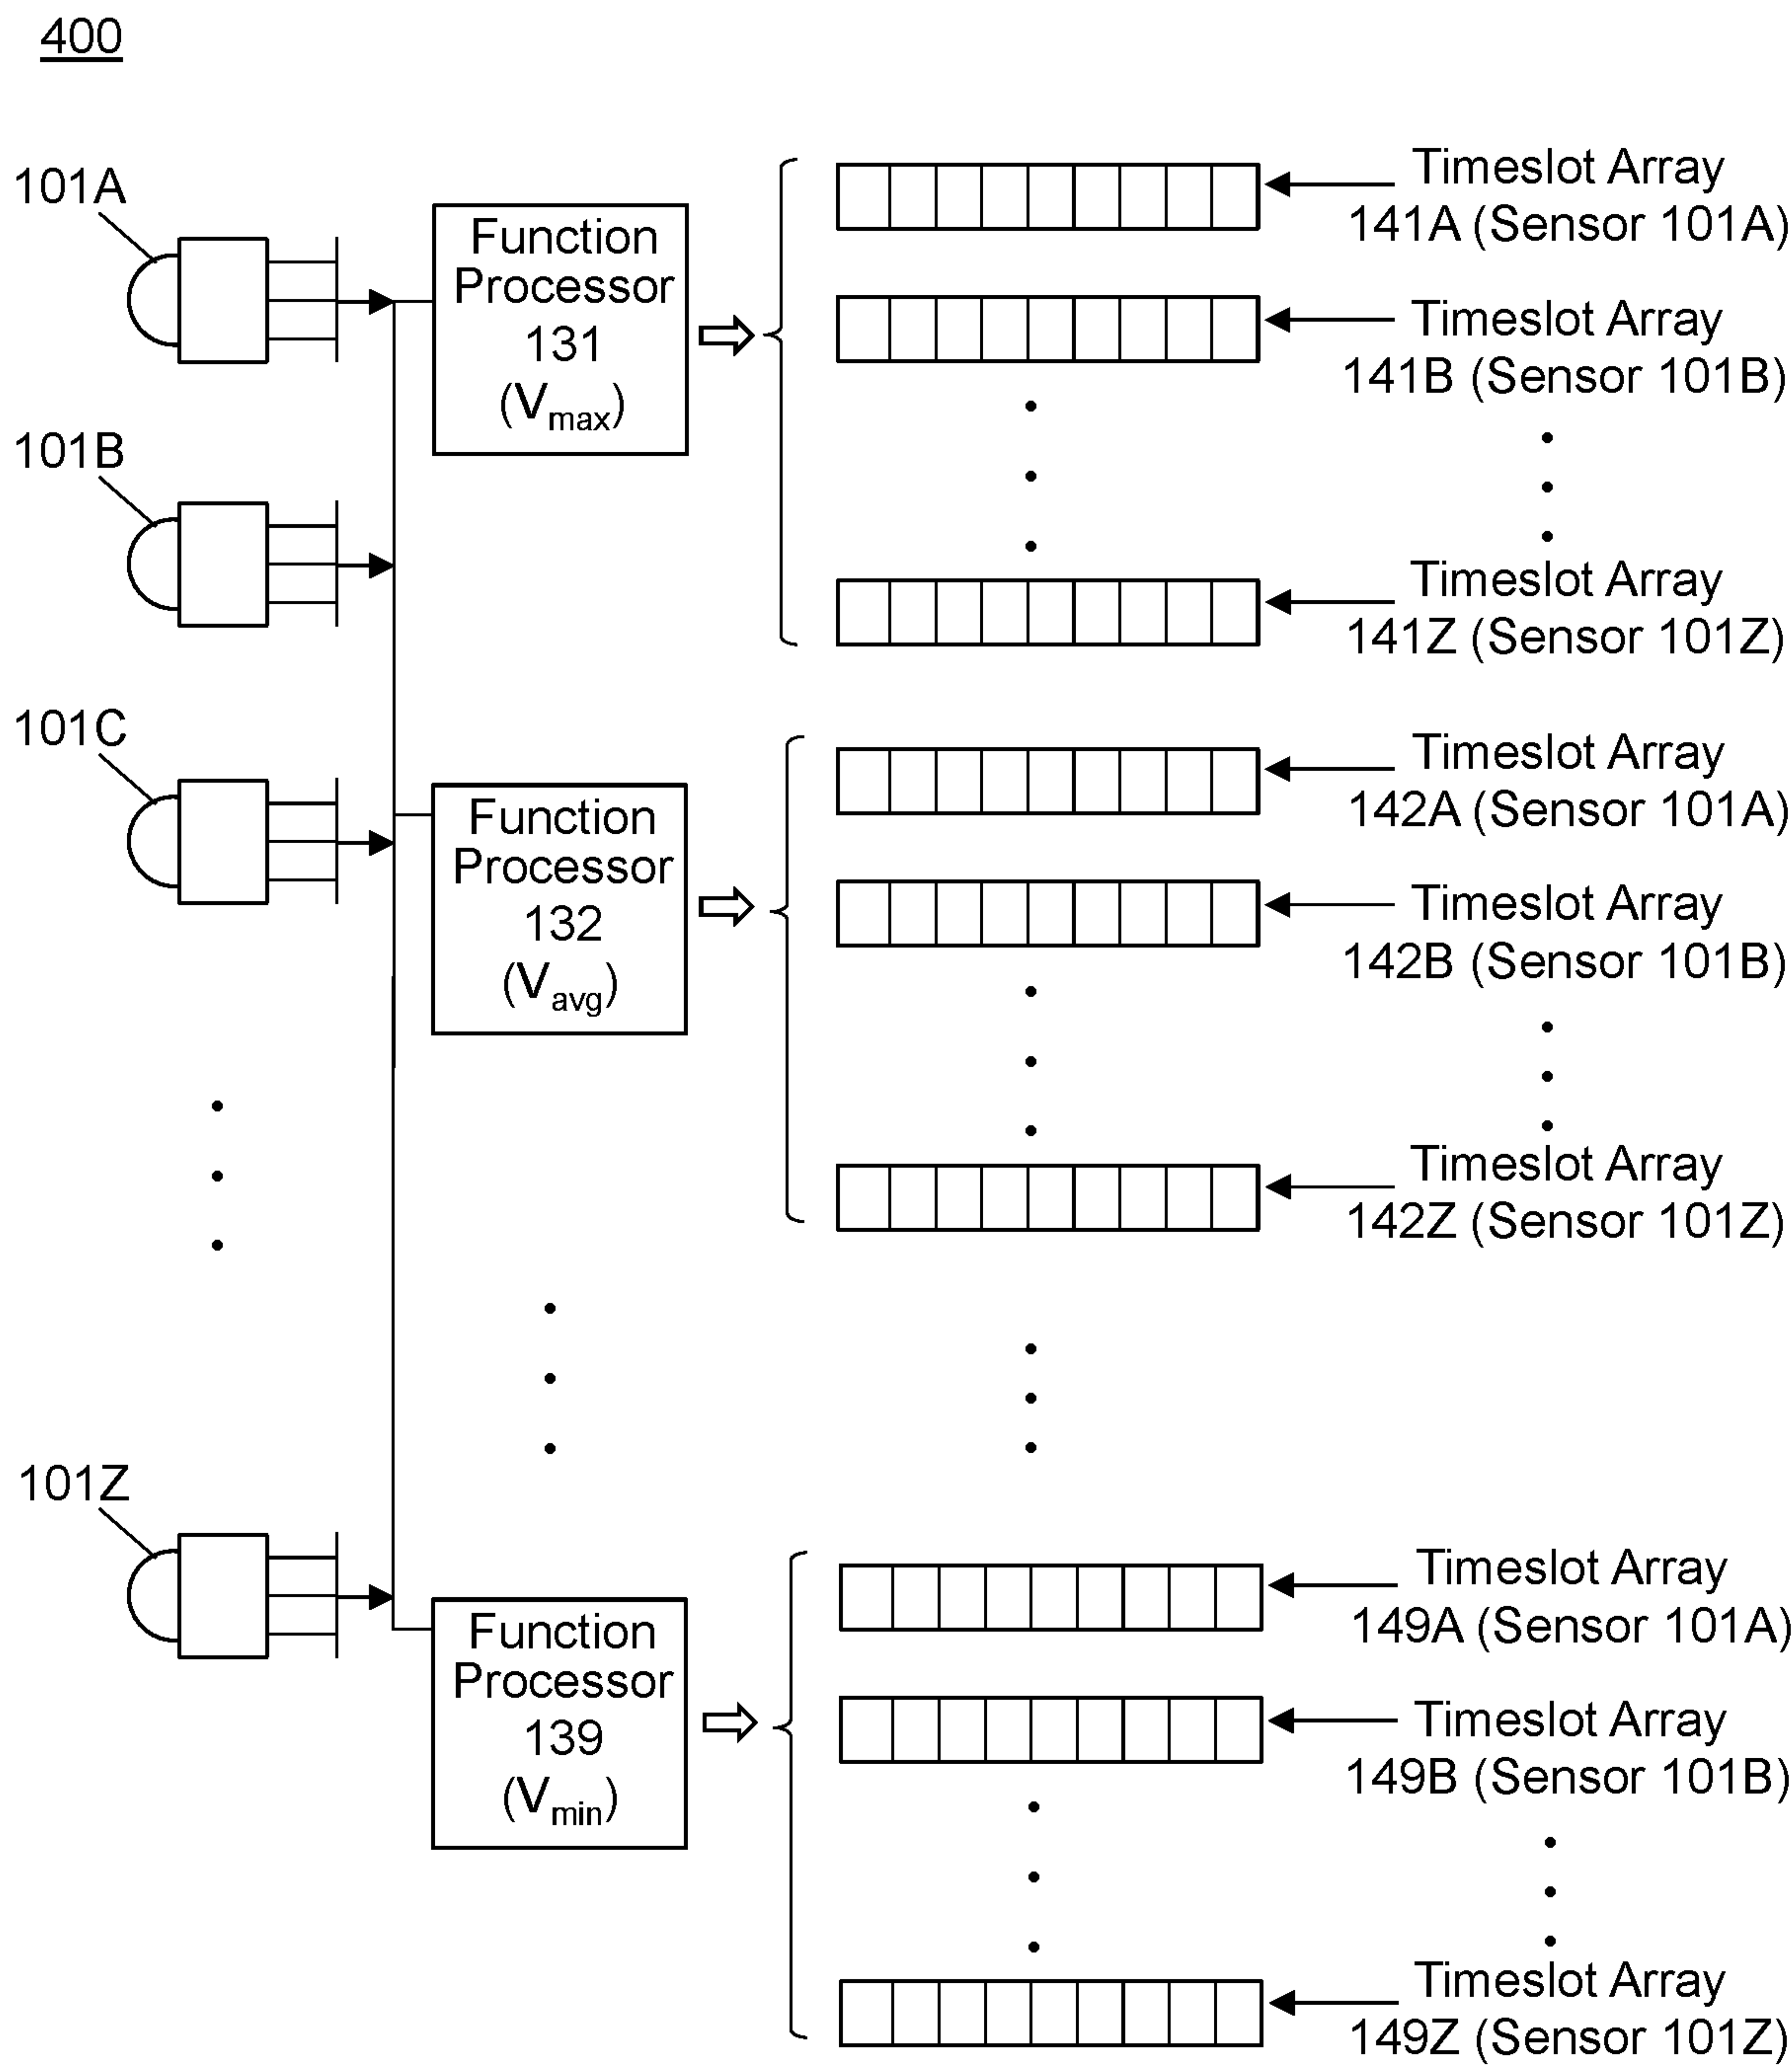 400
101A
101B
101C
101Z
Function
Processor
131
(Vmax)
Function
Processor
132
(Vavg)
Function
Processor
139
(Vmin)
Timeslot Array
141A (Sensor 101A)
Timeslot Array
141B (Sensor 101B)
Timeslot Array
141Z (Sensor 101Z)
Timeslot Array
142A (Sensor 101A)
Timeslot Array
142B (Sensor 101B)
Timeslot Array
142Z (Sensor 101Z)
Timeslot Array
149A (Sensor 101A)
Timeslot Array
149B (Sensor 101B)
Timeslot Array
149Z (Sensor 101Z)